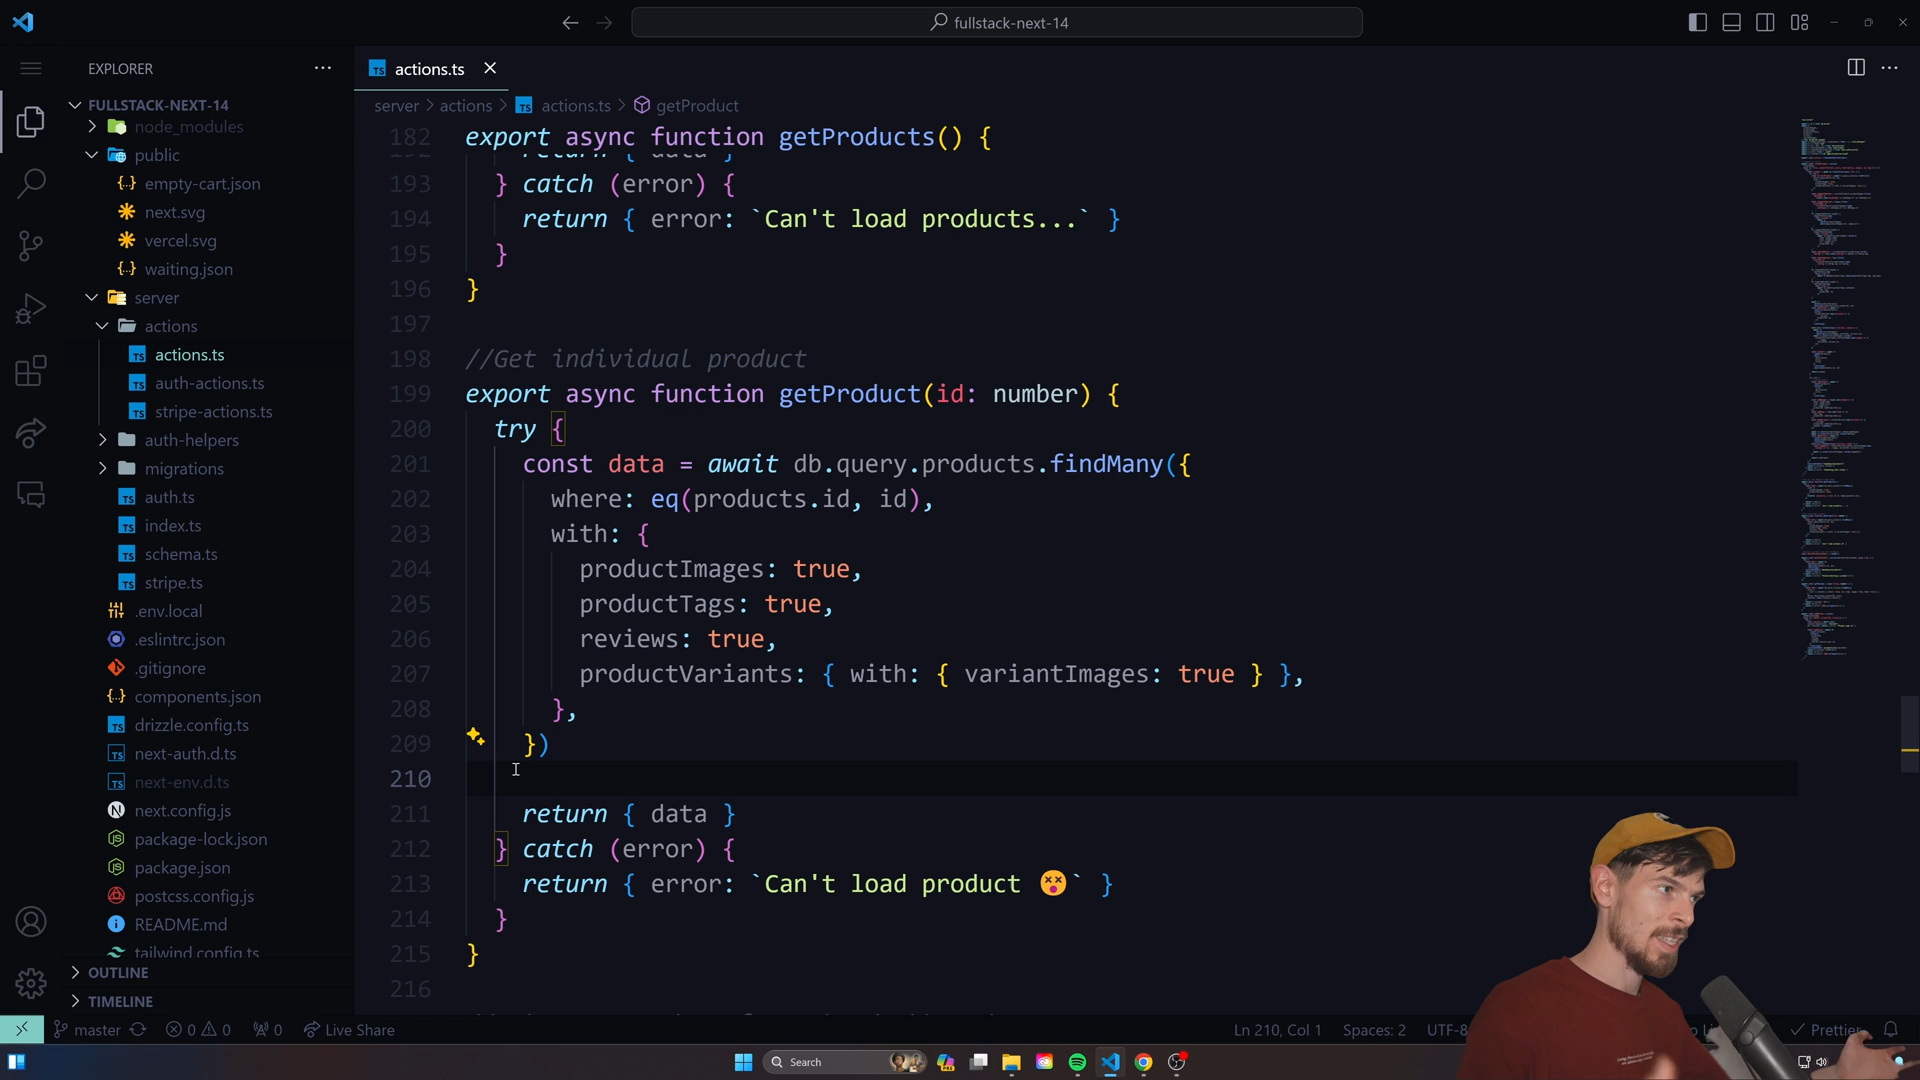 fullstack-next-14
EXPLORER
actions.ts
FULLSTACK-NEXT-14
node_modules
public
empty-cart.json
next.svg
vercel.svg
waiting.json
server
actions
actions.ts
auth-actions.ts
stripe-actions.ts
auth-helpers
migrations
auth.ts
index.ts
schema.ts
stripe.ts
.env.local
.eslintrc.json
.gitignore
components.json
drizzle.config.ts
next-auth.d.ts
next-env.d.ts
next.config.js
package-lock.json
package.json
postcss.config.js
README.md
tailwind.config.ts
OUTLINE
TIMELINE
server > actions > actions.ts > getProduct
182 export async function getProducts() {
192 return { data }
193 } catch (error) {
194 return { error: `Can't load products...` }
195 }
196 }
197
198 //Get individual product
199 export async function getProduct(id: number) {
200 try {
201 const data = await db.query.products.findMany({
202 where: eq(products.id, id),
203 with: {
204 productImages: true,
205 productTags: true,
206 reviews: true,
207 productVariants: { with: { variantImages: true } },
208 },
209 })
210
211 return { data }
212 } catch (error) {
213 return { error: `Can't load product 😵` }
214 }
215 }
216
master 0 0 0 Live Share
Ln 210, Col 1 Spaces: 2 UTF-8 Prettier
Search